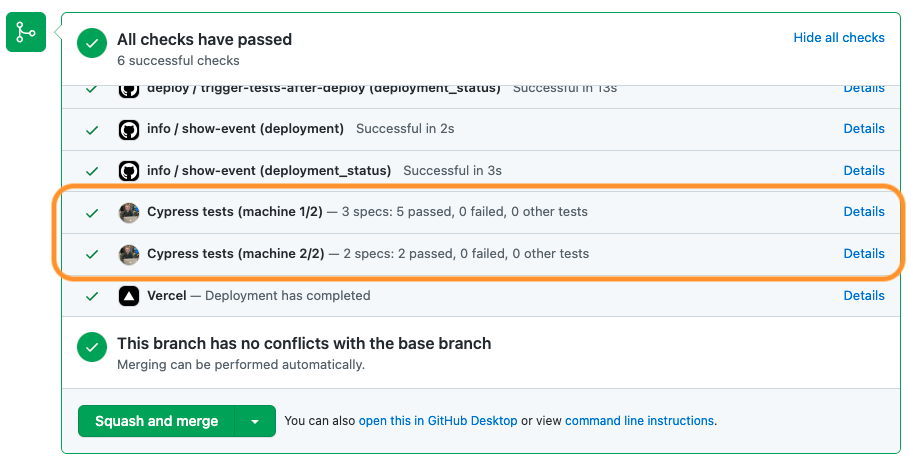 All checks have passed
Hide all checks
6 successful checks
deploy / trigger-tests-after-deploy (deployment_status) Successful in 13s Details
info / show-event (deployment) Successful in 2s Details
info / show-event (deployment_status) Successful in 3s Details
Cypress tests (machine 1/2) — 3 specs: 5 passed, 0 failed, 0 other tests Details
Cypress tests (machine 2/2) — 2 specs: 2 passed, 0 failed, 0 other tests Details
Vercel — Deployment has completed Details
This branch has no conflicts with the base branch
Merging can be performed automatically.
Squash and merge You can also open this in GitHub Desktop or view command line instructions.